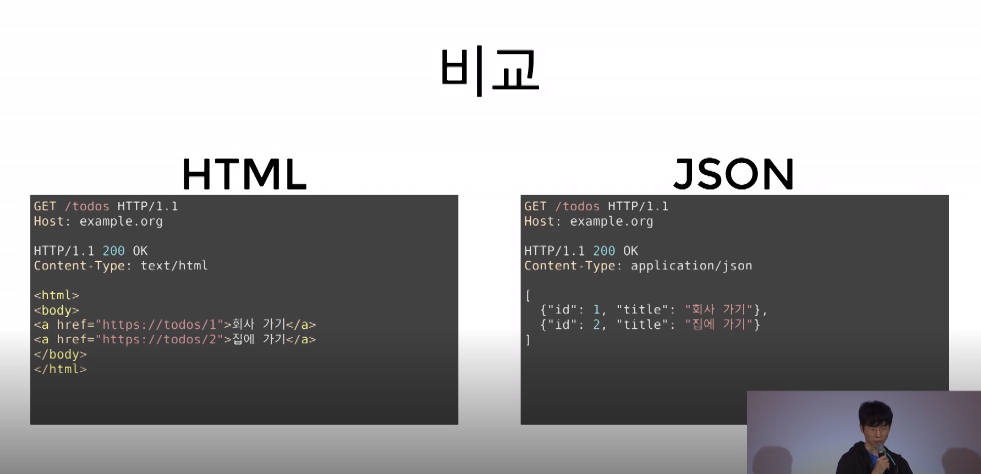 비교
HTML
GET /todos HTTP/1.1
Host: example.org
HTTP/1.1 200 OK
Content-Type: text/html
<html>
<body>
<a href="https://todos/1">회사 가기</a>
<a href="https://todos/2">집에 가기</a>
</body>
</html>
JSON
GET /todos HTTP/1.1
Host: example.org
HTTP/1.1 200 OK
Content-Type: application/json
[
{"id": 1, "title": "회사 가기"},
{"id": 2, "title": "집에 가기"}
]